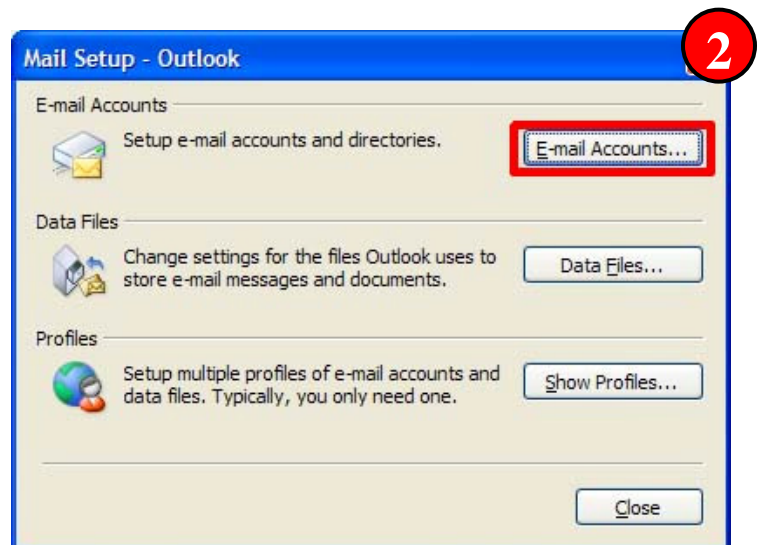 2
Mail Setup - Outlook
E-mail Accounts
Setup e-mail accounts and directories.
E-mail Accounts...
Data Files
Change settings for the files Outlook uses to
store e-mail messages and documents.
Data Files...
Profiles
Setup multiple profiles of e-mail accounts and
data files. Typically, you only need one.
Show Profiles...
Close